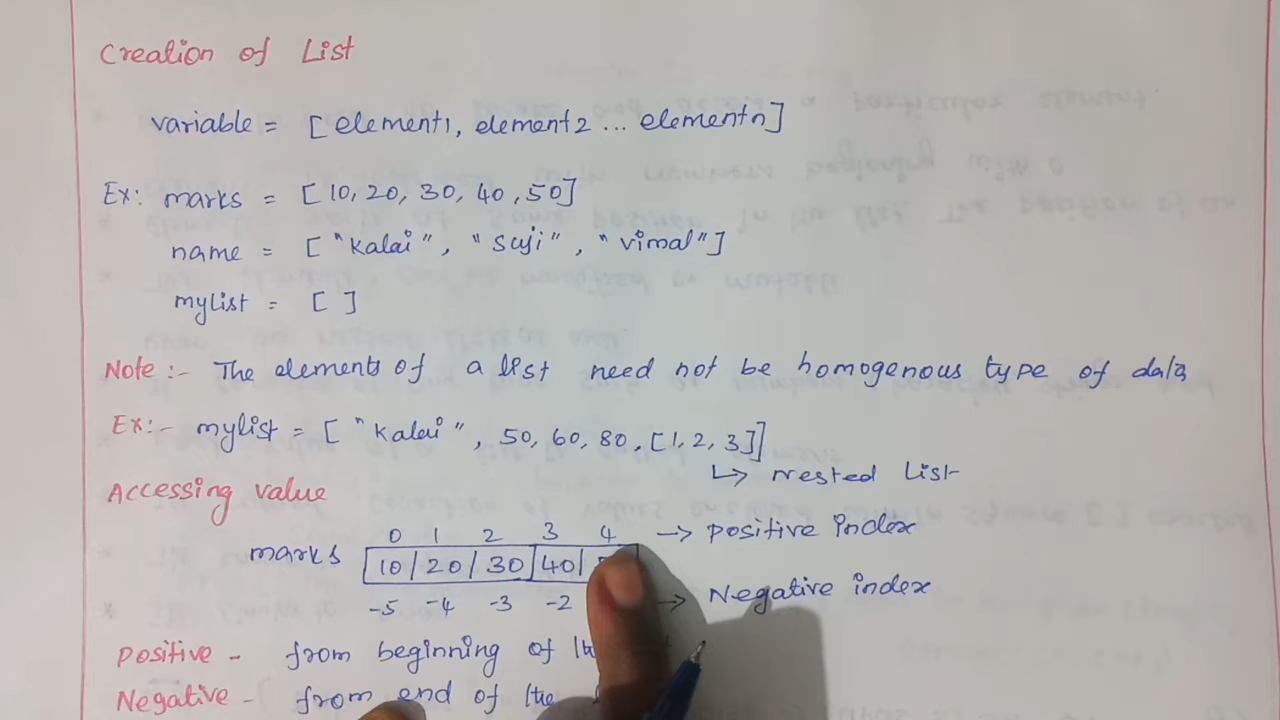 Creation of List
variable = [element1, element2 ... elementn]
Ex: marks = [10, 20, 30, 40, 50]
name = ["Kalai", "Suji", "Vimal"]
mylist = [ ]
Note :- The elements of a list need not be homogenous type of data
Ex:- mylist = ["Kalai", 50, 60, 80, [1, 2, 3]]
↳ Nested List
Accessing value
0 1 2 3 4 → positive index
marks 10 | 20 | 30 | 40 |
-5 -4 -3 -2 → Negative index
Positive - from beginning of
Negative - from end of the